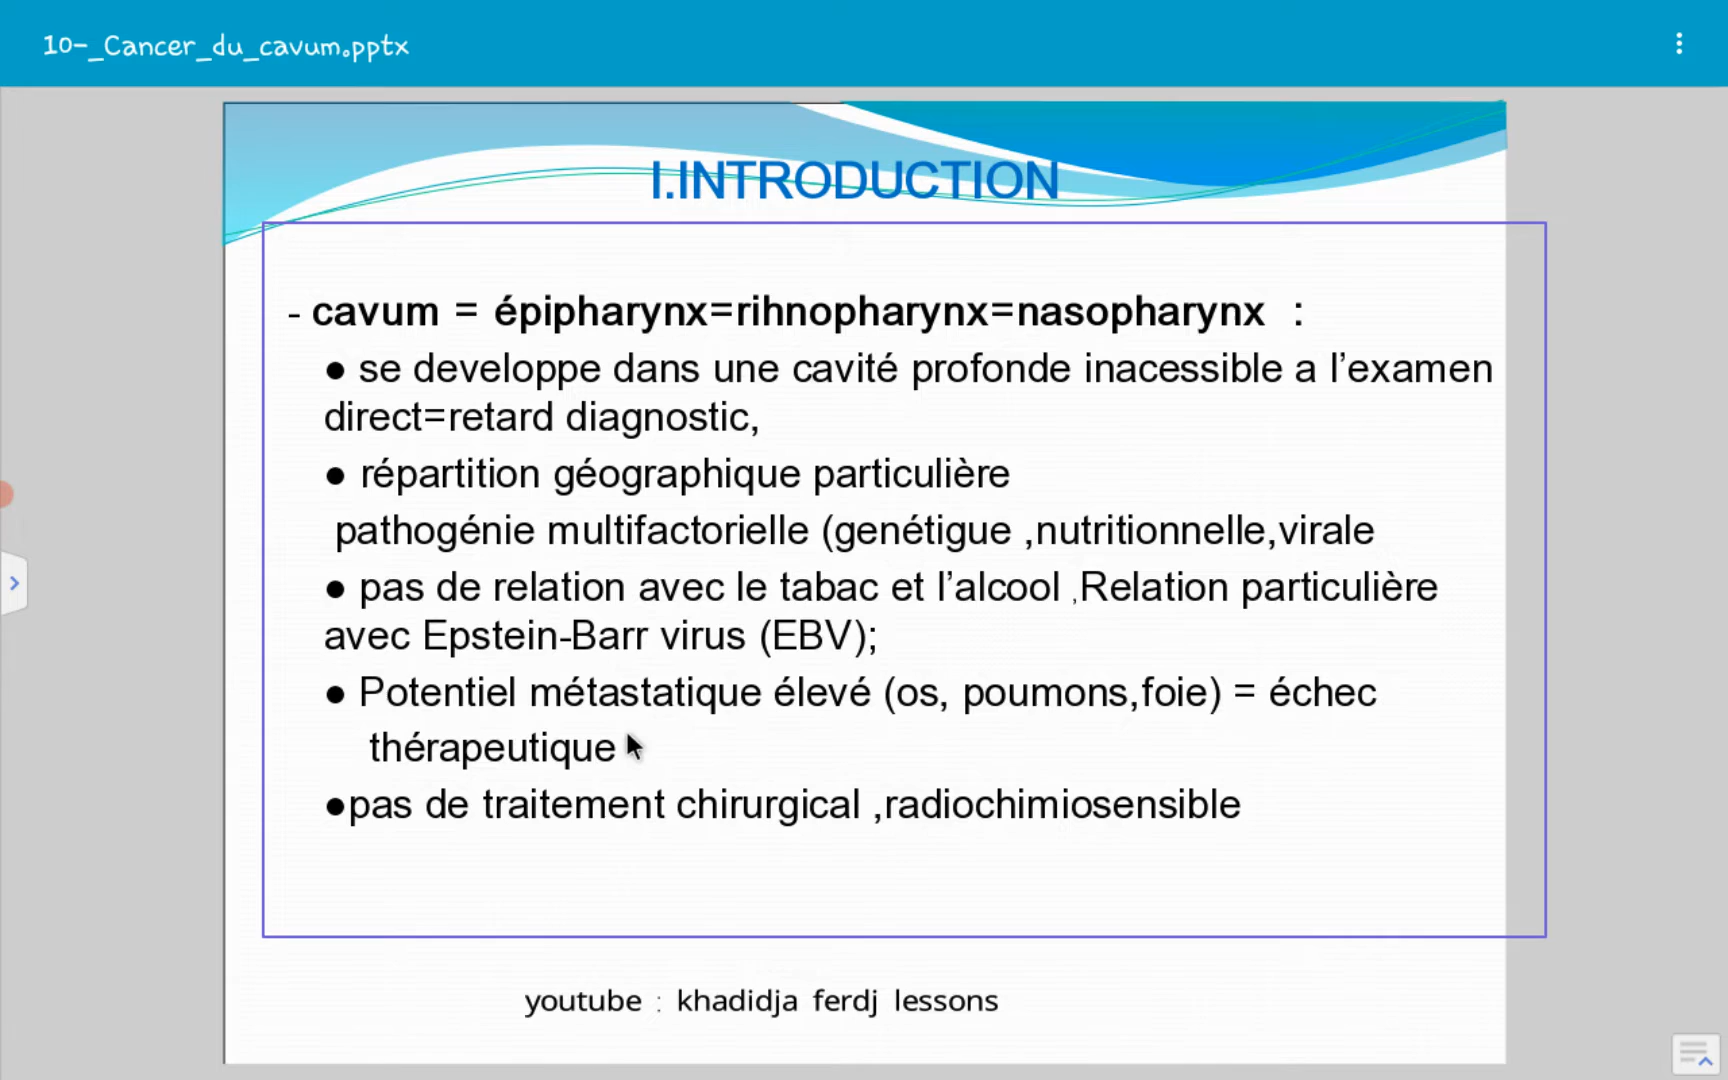 10-_Cancer_du_cavum.pptx
I.INTRODUCTION
- cavum = épipharynx=rihnopharynx=nasopharynx :
● se developpe dans une cavité profonde inacessible a l’examen
direct=retard diagnostic,
● répartition géographique particulière
pathogénie multifactorielle (genétigue ,nutritionnelle,virale
● pas de relation avec le tabac et l’alcool ,Relation particulière
avec Epstein-Barr virus (EBV);
● Potentiel métastatique élevé (os, poumons,foie) = échec
thérapeutique
●pas de traitement chirurgical ,radiochimiosensible
youtube : khadidja ferdj lessons